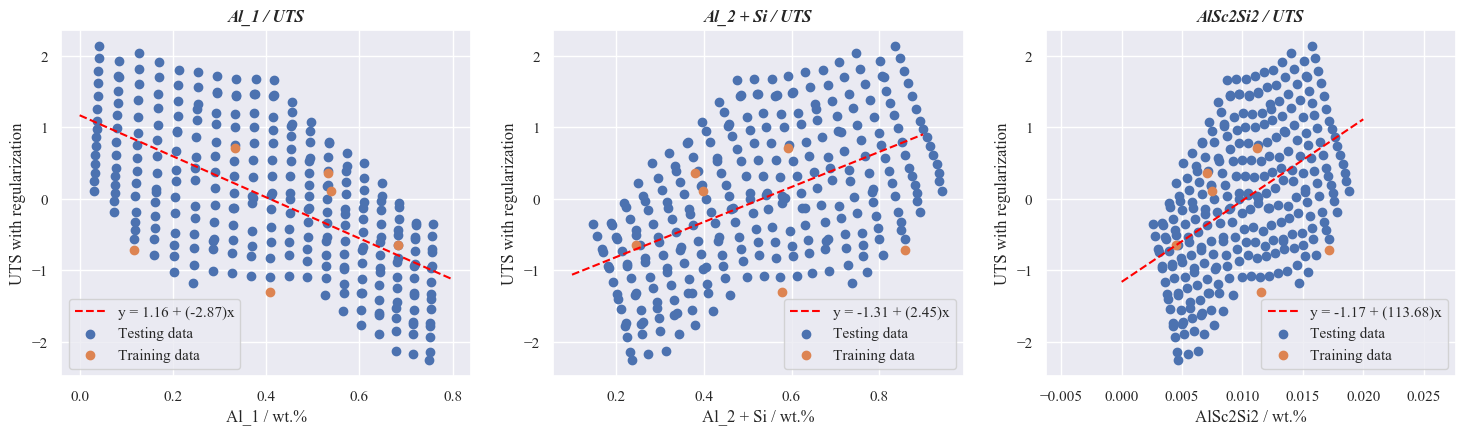 Al_1 / UTS
UTS with regularization
2
1
0
−1
−2
y = 1.16 + (-2.87)x
Testing data
Training data
0.0 0.2 0.4 0.6 0.8
Al_1 / wt.%
Al_2 + Si / UTS
UTS with regularization
2
1
0
−1
−2
y = -1.31 + (2.45)x
Testing data
Training data
0.2 0.4 0.6 0.8
Al_2 + Si / wt.%
AlSc2Si2 / UTS
UTS with regularization
2
1
0
−1
−2
y = -1.17 + (113.68)x
Testing data
Training data
−0.005 0.000 0.005 0.010 0.015 0.020 0.025
AlSc2Si2 / wt.%